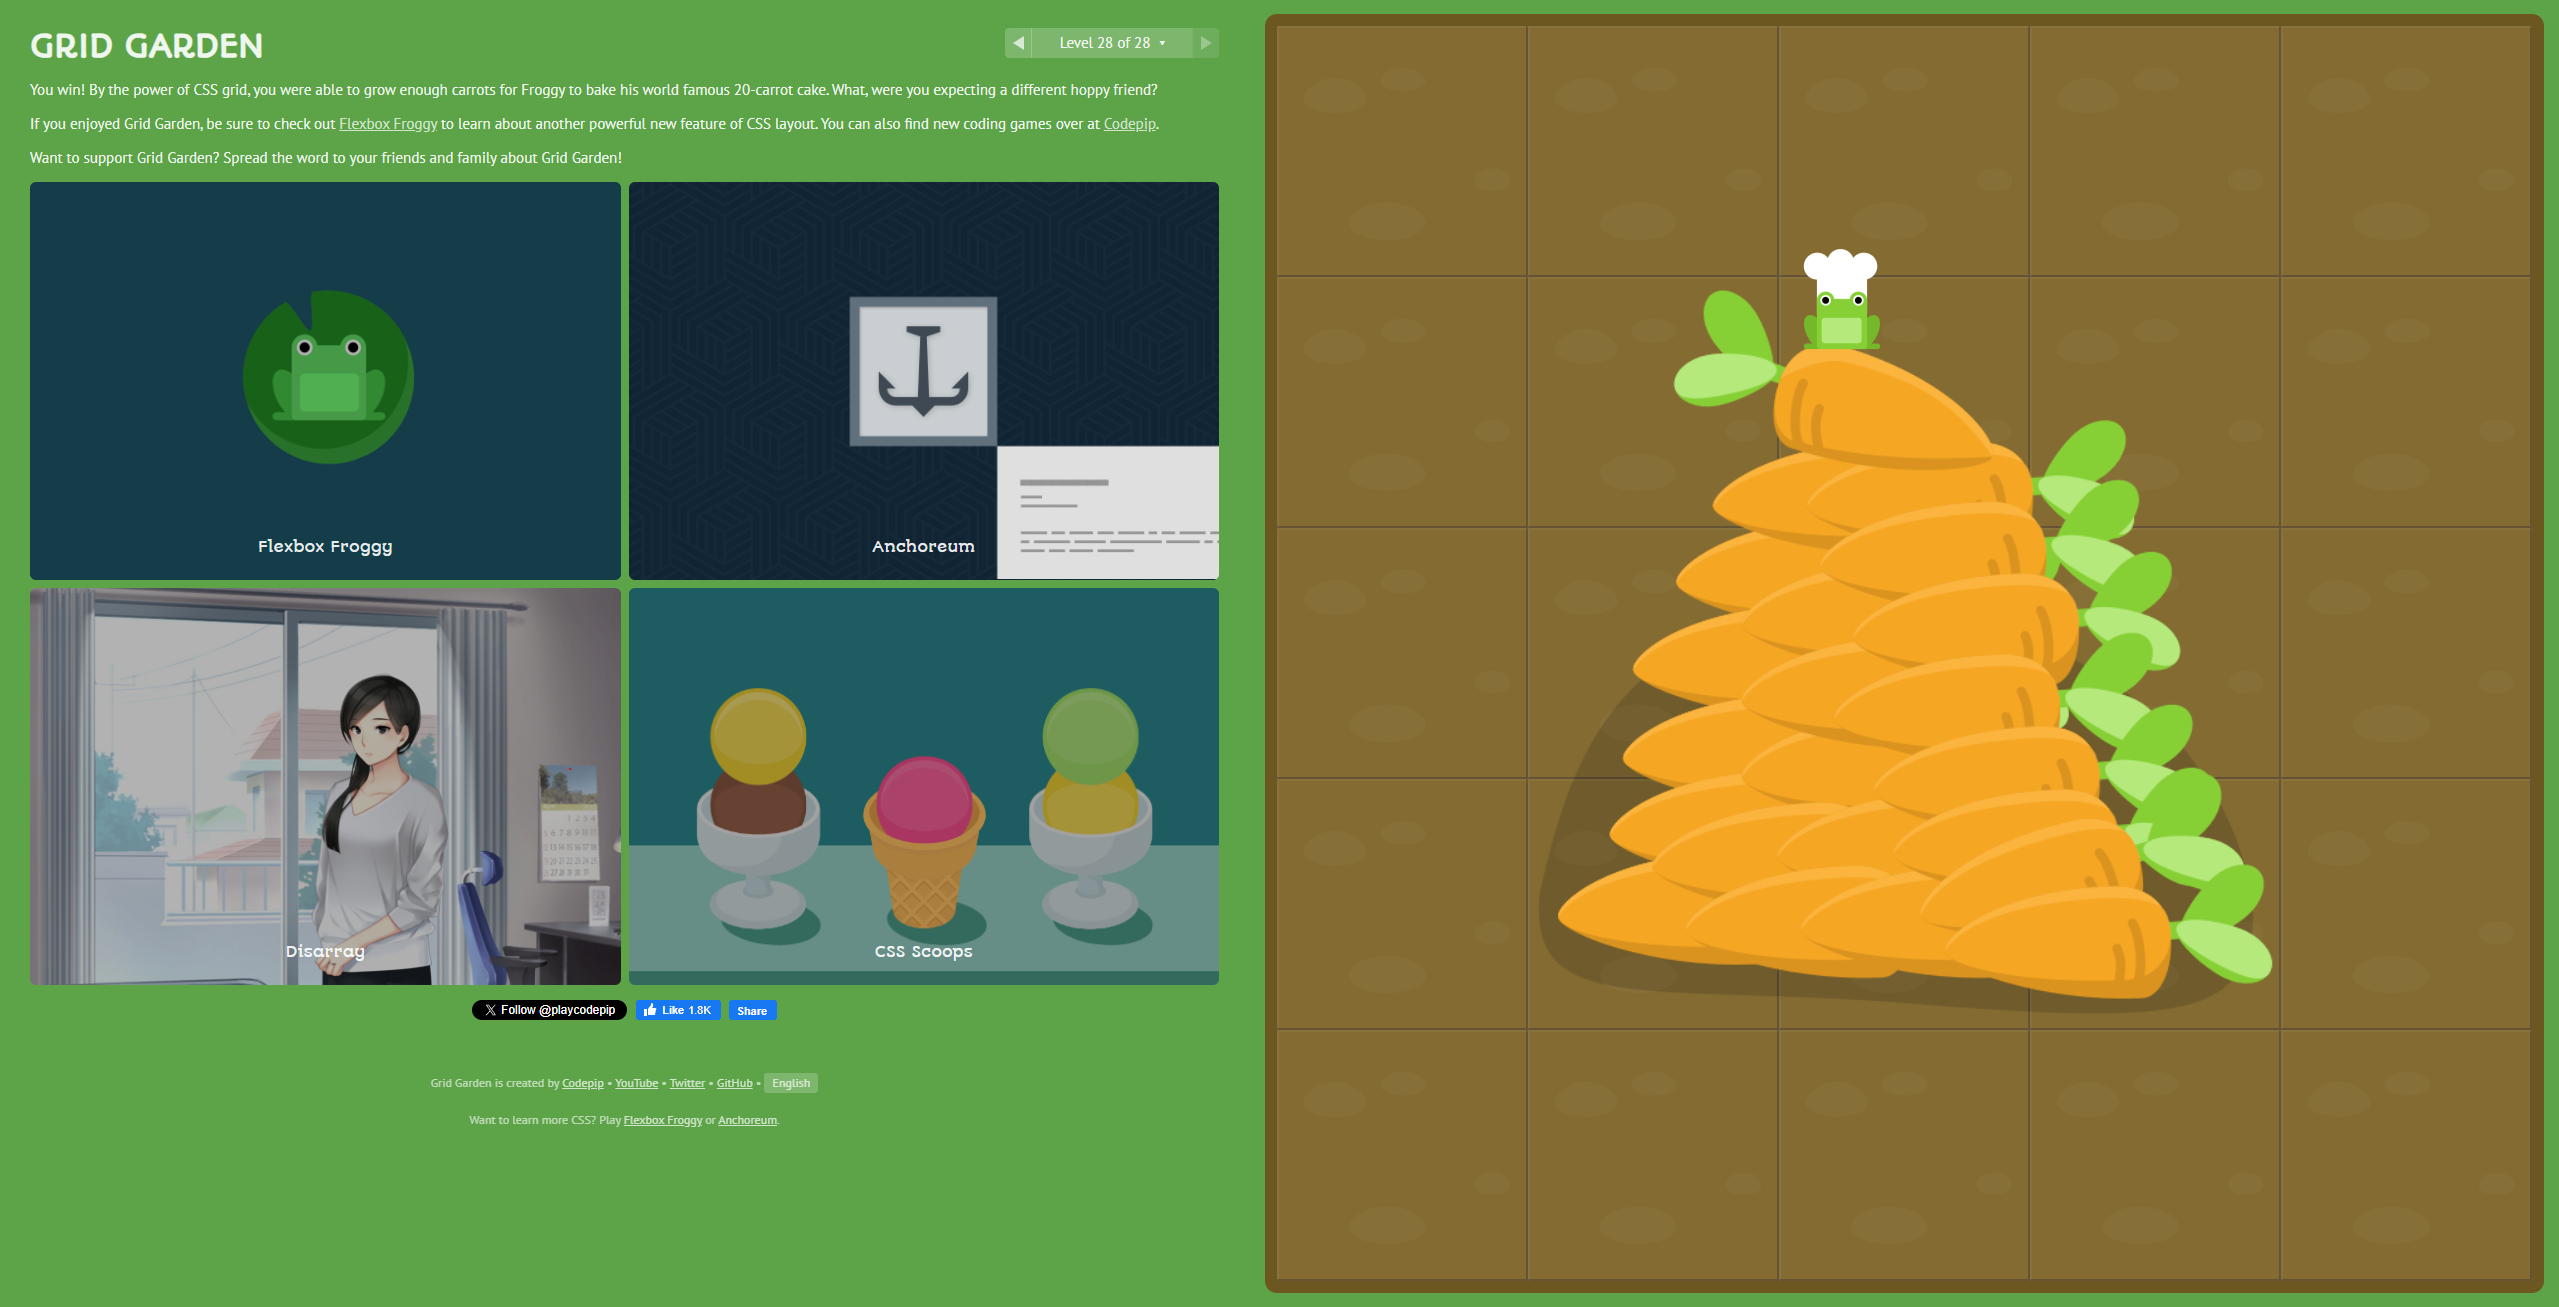 GRID GARDEN
Level 28 of 28
You win! By the power of CSS grid, you were able to grow enough carrots for Froggy to bake his world famous 20-carrot cake. What, were you expecting a different hoppy friend?
If you enjoyed Grid Garden, be sure to check out Flexbox Froggy to learn about another powerful new feature of CSS layout. You can also find new coding games over at Codepip.
Want to support Grid Garden? Spread the word to your friends and family about Grid Garden!
Flexbox Froggy
Anchoreum
Disarray
CSS Scoops
Follow @playcodepip
Like 1.8K
Share
Grid Garden is created by Codepip • YouTube • Twitter • GitHub • English
Want to learn more CSS? Play Flexbox Froggy or Anchoreum.